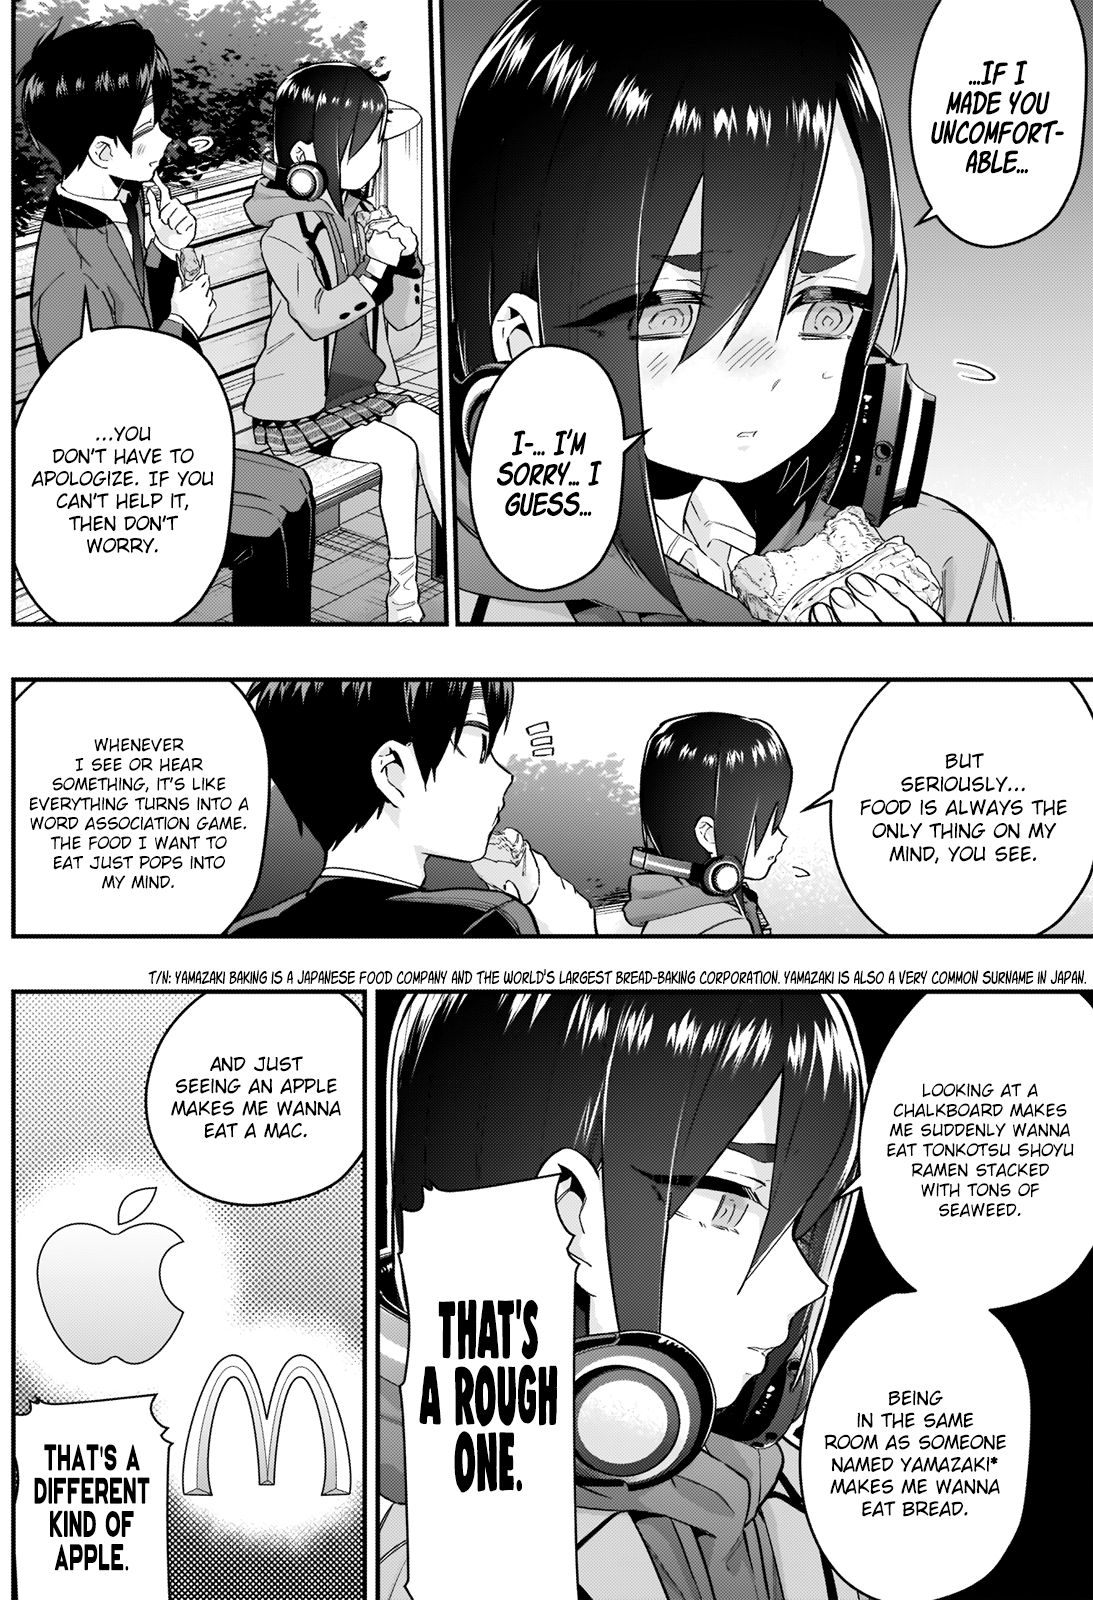 ...IF I
MADE YOU
UNCOMFORT-
ABLE...
I-... I'M
SORRY... I
GUESS...
...YOU
DON'T HAVE TO
APOLOGIZE. IF YOU
CAN'T HELP IT,
THEN DON'T
WORRY.
BUT
SERIOUSLY...
FOOD IS ALWAYS THE
ONLY THING ON MY
MIND, YOU SEE.
WHENEVER
I SEE OR HEAR
SOMETHING, IT'S LIKE
EVERYTHING TURNS INTO A
WORD ASSOCIATION GAME.
THE FOOD I WANT TO
EAT JUST POPS INTO
MY MIND.
T/N: YAMAZAKI BAKING IS A JAPANESE FOOD COMPANY AND THE WORLD'S LARGEST BREAD-BAKING CORPORATION. YAMAZAKI IS ALSO A VERY COMMON SURNAME IN JAPAN.
LOOKING AT A
CHALKBOARD MAKES
ME SUDDENLY WANNA
EAT TONKOTSU SHOYU
RAMEN STACKED
WITH TONS OF
SEAWEED.
BEING
IN THE SAME
ROOM AS SOMEONE
NAMED YAMAZAKI*
MAKES ME WANNA
EAT BREAD.
THAT'S
A ROUGH
ONE.
AND JUST
SEEING AN APPLE
MAKES ME WANNA
EAT A MAC.
THAT'S A
DIFFERENT
KIND OF
APPLE.